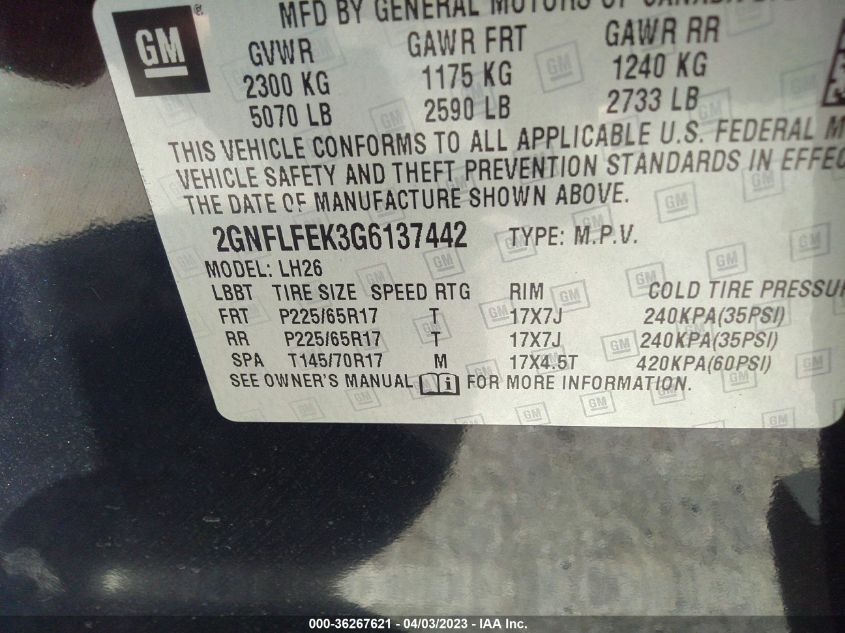 MFD BY GENERAL MOTORS OF CANADA
GM
GVWR GAWR FRT GAWR RR
2300 KG 1175 KG 1240 KG
5070 LB 2590 LB 2733 LB
THIS VEHICLE CONFORMS TO ALL APPLICABLE U.S. FEDERAL M
VEHICLE SAFETY AND THEFT PREVENTION STANDARDS IN EFFEC
THE DATE OF MANUFACTURE SHOWN ABOVE.
2GNFLFEK3G6137442 TYPE: M.P.V.
MODEL: LH26
LBBT TIRE SIZE SPEED RTG RIM COLD TIRE PRESSUR
FRT P225/65R17 T 17X7J 240KPA(35PSI)
RR P225/65R17 T 17X7J 240KPA(35PSI)
SPA T145/70R17 M 17X4.5T 420KPA(60PSI)
SEE OWNER'S MANUAL i FOR MORE INFORMATION.
000-36267621 - 04/03/2023 - IAA Inc.